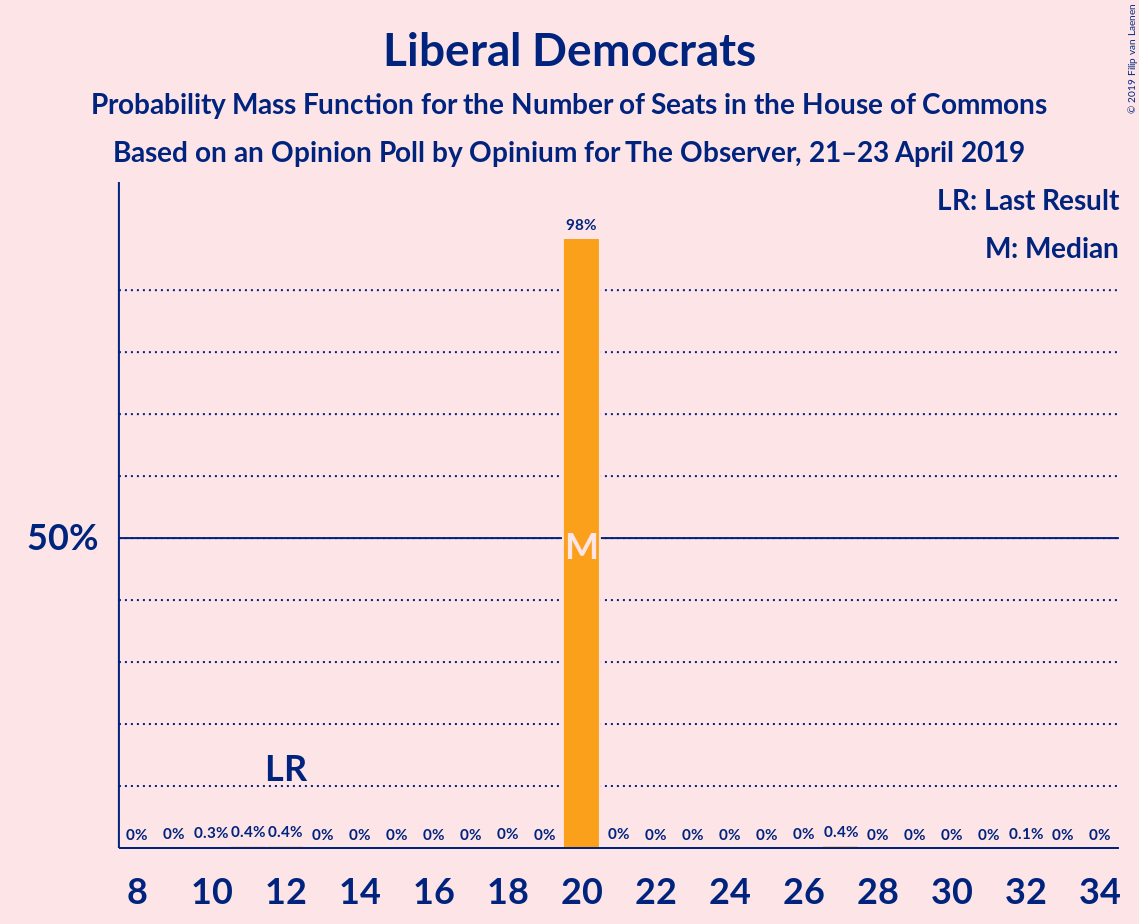 Liberal Democrats
Probability Mass Function for the Number of Seats in the House of Commons
Based on an Opinion Poll by Opinium for The Observer, 21–23 April 2019
© 2019 Filip van Laenen
LR: Last Result
M: Median
98%
50%
M
LR
0% 0% 0.3% 0.4% 0.4% 0% 0% 0% 0% 0% 0% 0% 0% 0% 0% 0% 0% 0% 0.4% 0% 0% 0% 0% 0.1% 0% 0%
8 10 12 14 16 18 20 22 24 26 28 30 32 34